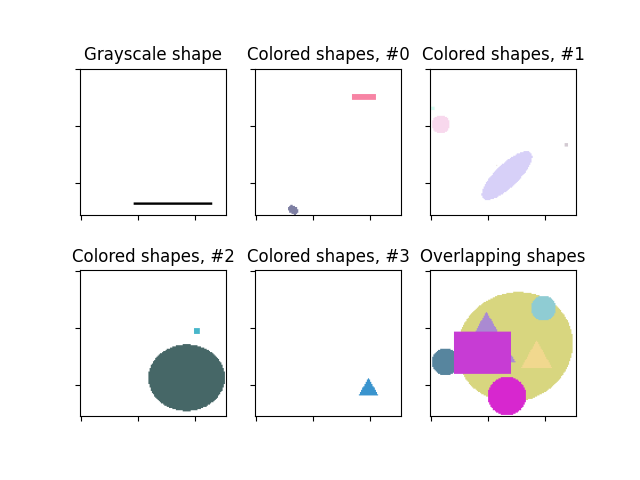 Grayscale shape
Colored shapes, #0
Colored shapes, #1
Colored shapes, #2
Colored shapes, #3
Overlapping shapes